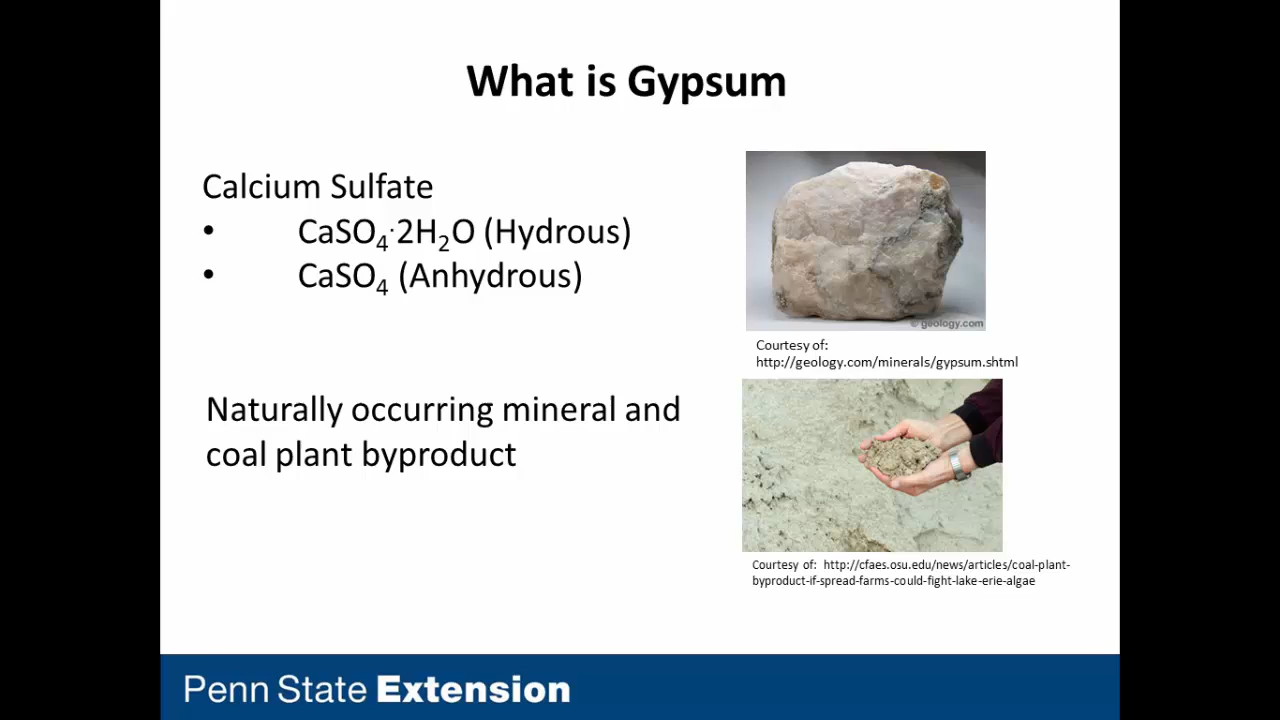 What is Gypsum
Calcium Sulfate
• CaSO₄·2H₂O (Hydrous)
• CaSO₄ (Anhydrous)
Naturally occurring mineral and
coal plant byproduct
© geology.com
Courtesy of:
http://geology.com/minerals/gypsum.shtml
Courtesy of: http://cfaes.osu.edu/news/articles/coal-plant-
byproduct-if-spread-farms-could-fight-lake-erie-algae
Penn State Extension